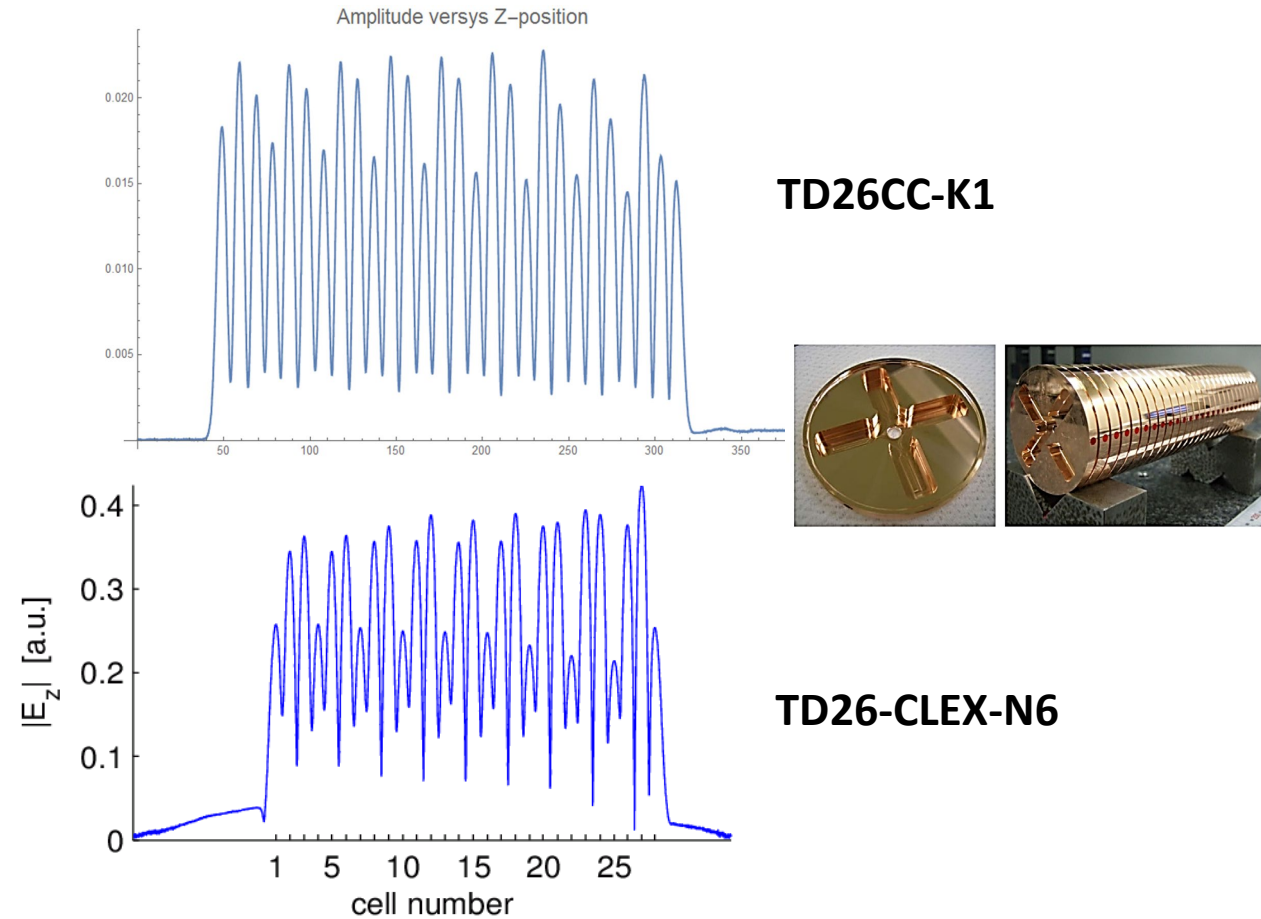 Amplitude versys Z−position
0.020
0.015
0.010
0.005
50 100 150 200 250 300 350
TD26CC-K1
0.4
0.3
0.2
0.1
0
|E_z| [a.u.]
1 5 10 15 20 25
cell number
TD26-CLEX-N6